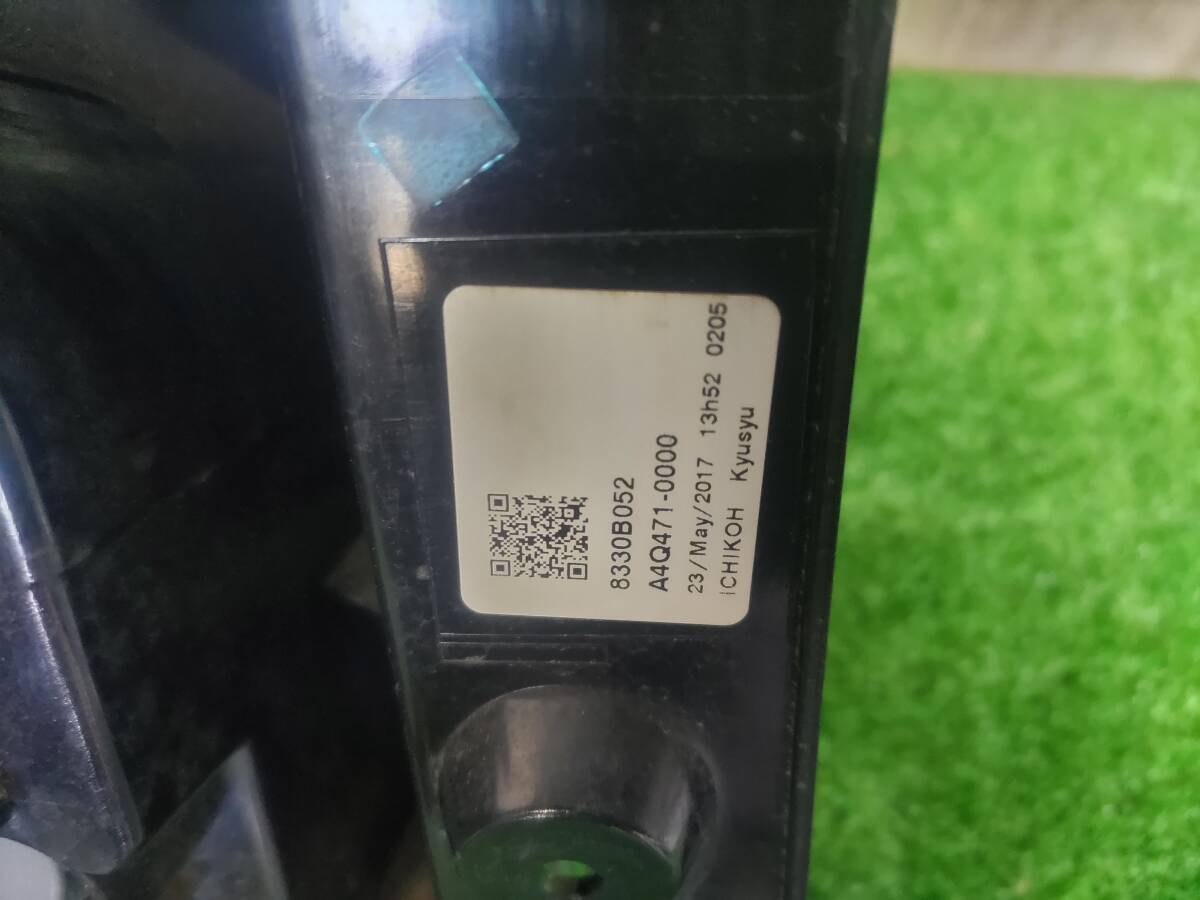 8330B052
A4Q471-0000
23/May/2017 13h52 0205
ICHIKOH Kyusyu